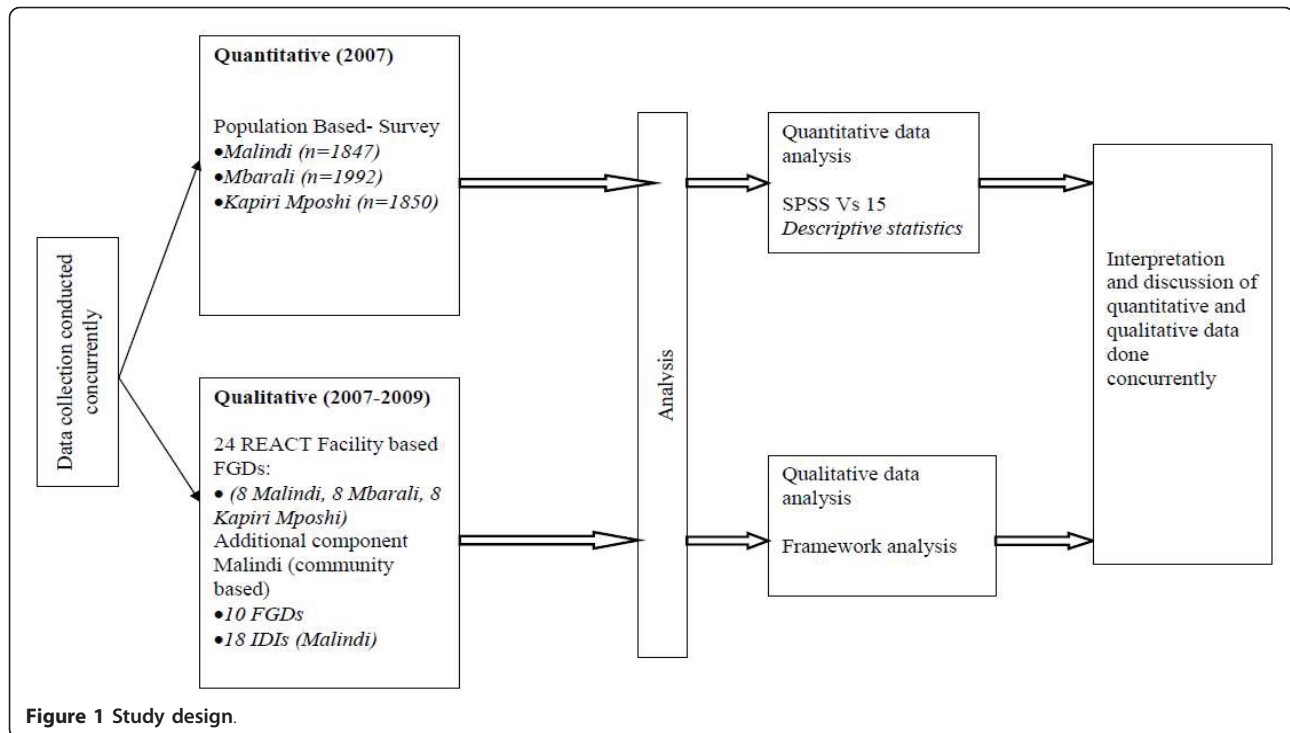 Data collection conducted
concurrently
Quantitative (2007)
Population Based- Survey
•Malindi (n=1847)
•Mbarali (n=1992)
•Kapiri Mposhi (n=1850)
Qualitative (2007-2009)
24 REACT Facility based
FGDs:
• (8 Malindi, 8 Mbarali, 8
Kapiri Mposhi)
Additional component
Malindi (community
based)
•10 FGDs
•18 IDIs (Malindi)
Analysis
Quantitative data
analysis
SPSS Vs 15
Descriptive statistics
Qualitative data
analysis
Framework analysis
Interpretation
and discussion of
quantitative and
qualitative data
done
concurrently
Figure 1 Study design.